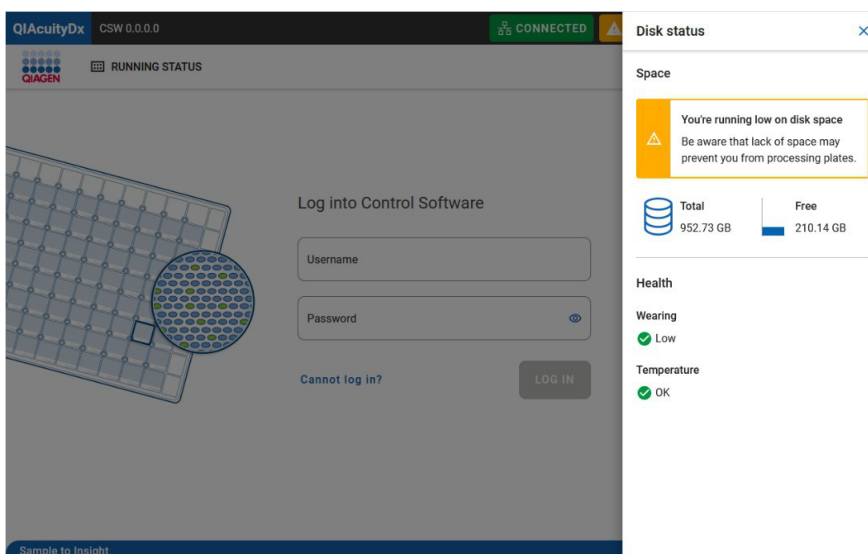 QIAcuityDx CSW 0.0.0.0 CONNECTED
QIAGEN
RUNNING STATUS
Log into Control Software
Username
Password
Cannot log in?
LOG IN
Sample to Insight
Disk status
Space
You're running low on disk space
Be aware that lack of space may
prevent you from processing plates.
Total Free
952.73 GB 210.14 GB
Health
Wearing
Low
Temperature
OK